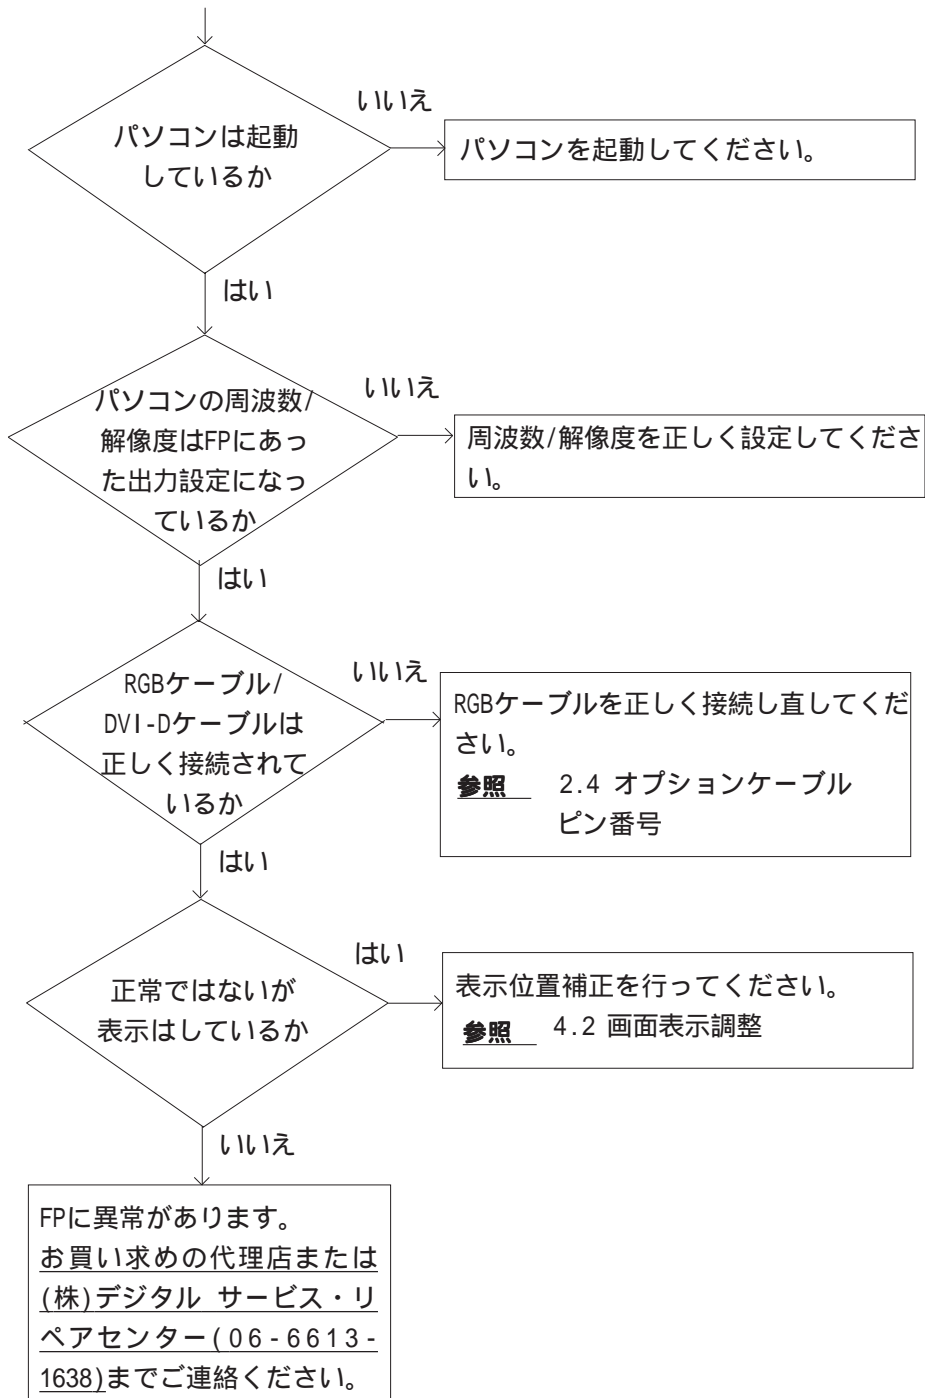 パソコンは起動
しているか
いいえ
パソコンを起動してください。
はい
パソコンの周波数/
解像度はFPにあっ
た出力設定になっ
ているか
いいえ
周波数/解像度を正しく設定してくださ
い。
はい
RGBケーブル/
DVI-Dケーブルは
正しく接続されて
いるか
いいえ
RGBケーブルを正しく接続し直してくだ
さい。
参照 2.4 オプションケーブル
ピン番号
はい
正常ではないが
表示はしているか
はい
表示位置補正を行ってください。
参照 4.2 画面表示調整
いいえ
FPに異常があります。
お買い求めの代理店または
(株)デジタル サービス・リ
ペアセンター(06-6613-
1638)までご連絡ください。